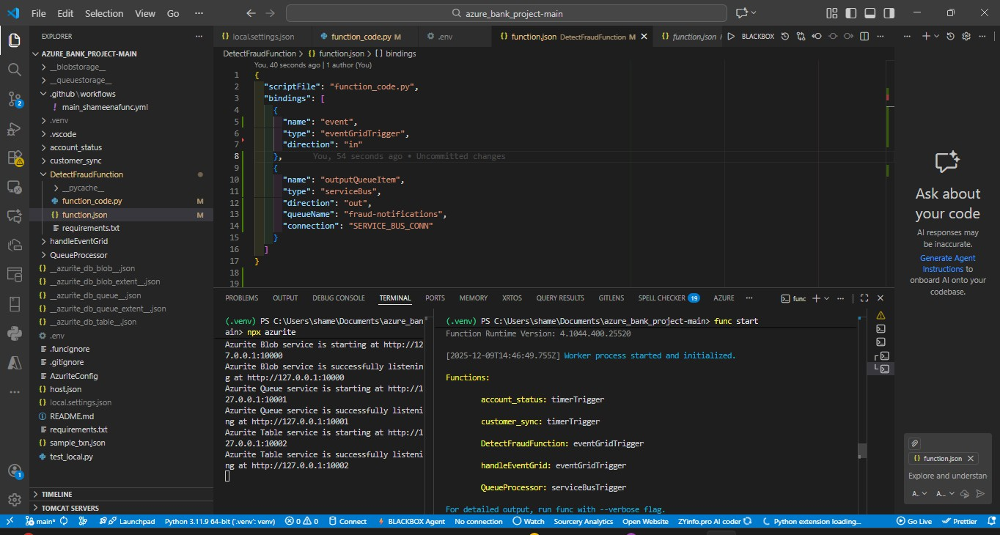 File Edit Selection View Go ···
azure_bank_project-main
EXPLORER
AZURE_BANK_PROJECT-MAIN
__blobstorage__
__queuestorage__
.github\workflows
! main_shameenafunc.yml
.venv
.vscode
account_status
customer_sync
DetectFraudFunction
__pycache__
function_code.py M
{} function.json M
requirements.txt
handleEventGrid
QueueProcessor
{} __azurite_db_blob__.json
{} __azurite_db_blob_extent__.json
{} __azurite_db_queue__.json
{} __azurite_db_queue_extent__.json
{} __azurite_db_table__.json
.env
.funcignore
.gitignore
AzuriteConfig
{} host.json
{} local.settings.json
README.md
requirements.txt
{} sample_txn.json
test_local.py
TIMELINE
TOMCAT SERVERS
2
1
{} local.settings.json
function_code.py M
.env
{} function.json DetectFraudFunction M
{} function.json
BLACKBOX
DetectFraudFunction > {} function.json > [ ] bindings
You, 40 seconds ago | 1 author (You)
1 {
2 "scriptFile": "function_code.py",
3 "bindings": [
4 {
5 "name": "event",
6 "type": "eventGridTrigger",
7 "direction": "in"
8 }, You, 54 seconds ago • Uncommitted changes
9 {
10 "name": "outputQueueItem",
11 "type": "serviceBus",
12 "direction": "out",
13 "queueName": "fraud-notifications",
14 "connection": "SERVICE_BUS_CONN"
15 }
16 ]
17 }
18
19
PROBLEMS OUTPUT DEBUG CONSOLE TERMINAL PORTS MEMORY XRTOS QUERY RESULTS GITLENS SPELL CHECKER 19 AZURE ··· func
(.venv) PS C:\Users\shame\Documents\azure_ban
ain> npx azurite
Azurite Blob service is starting at http://12
7.0.0.1:10000
Azurite Blob service is successfully listenin
g at http://127.0.0.1:10000
Azurite Queue service is starting at http://1
27.0.0.1:10001
Azurite Queue service is successfully listeni
ng at http://127.0.0.1:10001
Azurite Table service is starting at http://1
27.0.0.1:10002
Azurite Table service is successfully listeni
ng at http://127.0.0.1:10002
(.venv) PS C:\Users\shame\Documents\azure_bank_project-main> func start
Function Runtime Version: 4.1044.400.25520
[2025-12-09T14:46:49.755Z] Worker process started and initialized.
Functions:
account_status: timerTrigger
customer_sync: timerTrigger
DetectFraudFunction: eventGridTrigger
handleEventGrid: eventGridTrigger
QueueProcessor: serviceBusTrigger
For detailed output, run func with --verbose flag.
Ask about
your code
AI responses may
be inaccurate.
Generate Agent
Instructions to
onboard AI onto your
codebase.
{} function.json
Explore and understan
A.. A...
main* Launchpad Python 3.11.9 64-bit ('.venv': venv) 0 0 Connect BLACKBOX Agent No connection Watch Sourcery Analytics Open Website ZYinfo.pro AI coder Python extension loading... Go Live Prettier